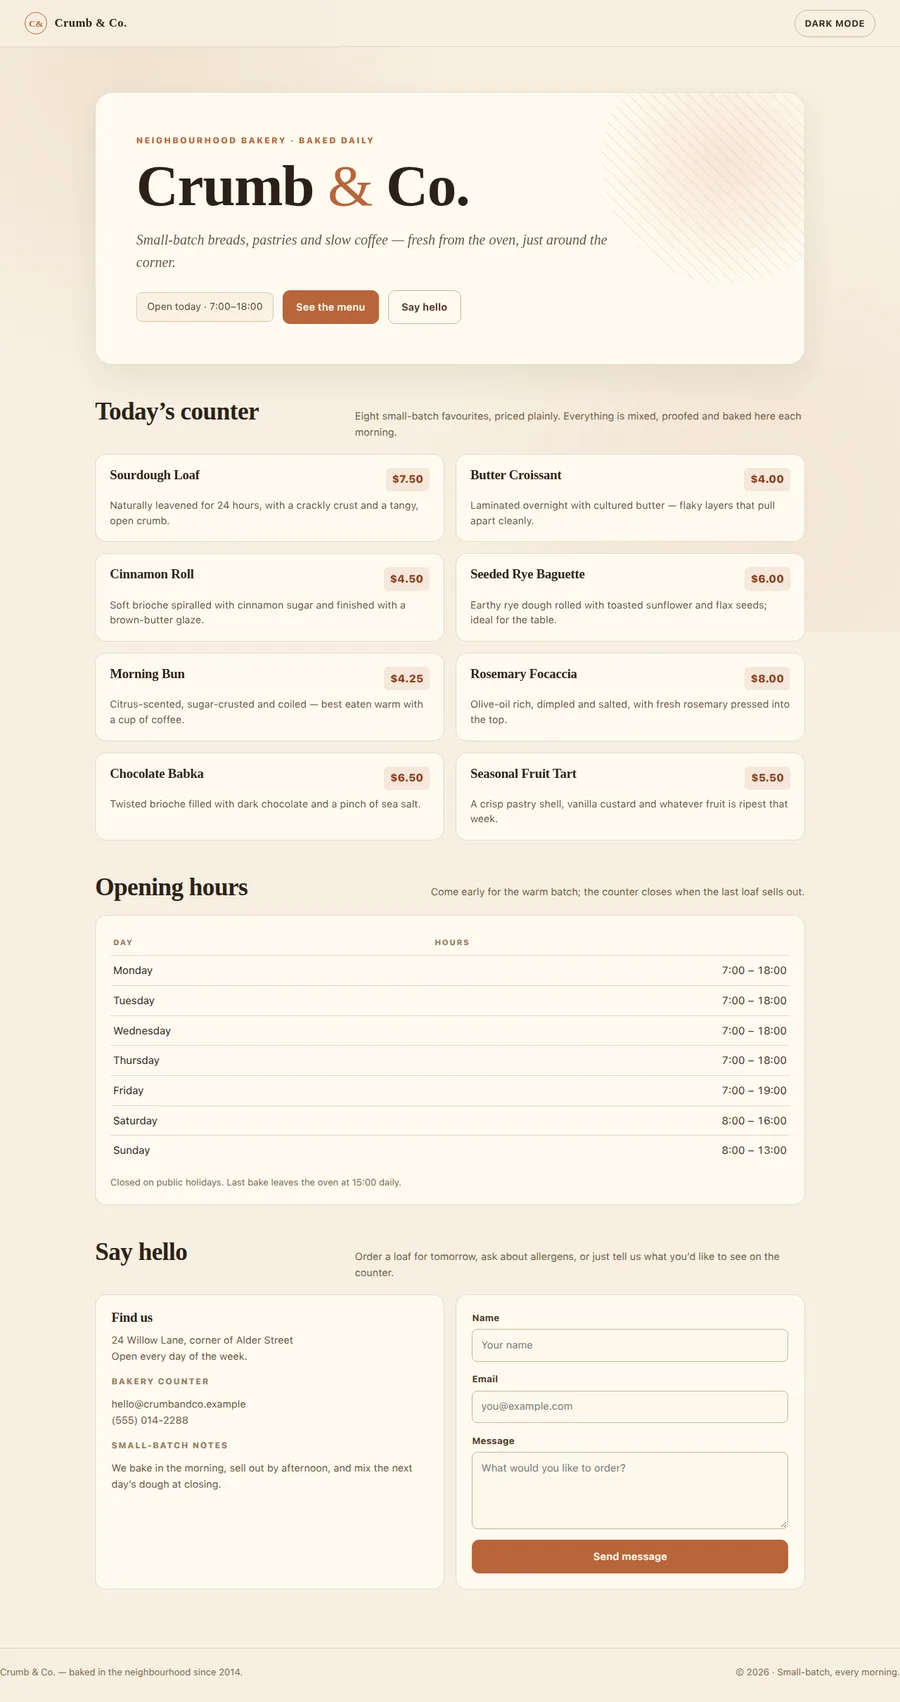 C& Crumb & Co.
DARK MODE
NEIGHBOURHOOD BAKERY · BAKED DAILY
Crumb & Co.
Small-batch breads, pastries and slow coffee — fresh from the oven, just around the
corner.
Open today · 7:00–18:00
See the menu
Say hello
Today’s counter
Eight small-batch favourites, priced plainly. Everything is mixed, proofed and baked here each
morning.
Sourdough Loaf
$7.50
Naturally leavened for 24 hours, with a crackly crust and a tangy,
open crumb.
Butter Croissant
$4.00
Laminated overnight with cultured butter — flaky layers that pull
apart cleanly.
Cinnamon Roll
$4.50
Soft brioche spiralled with cinnamon sugar and finished with a
brown-butter glaze.
Seeded Rye Baguette
$6.00
Earthy rye dough rolled with toasted sunflower and flax seeds;
ideal for the table.
Morning Bun
$4.25
Citrus-scented, sugar-crusted and coiled — best eaten warm with
a cup of coffee.
Rosemary Focaccia
$8.00
Olive-oil rich, dimpled and salted, with fresh rosemary pressed into
the top.
Chocolate Babka
$6.50
Twisted brioche filled with dark chocolate and a pinch of sea salt.
Seasonal Fruit Tart
$5.50
A crisp pastry shell, vanilla custard and whatever fruit is ripest that
week.
Opening hours
Come early for the warm batch; the counter closes when the last loaf sells out.
DAY HOURS
Monday 7:00 – 18:00
Tuesday 7:00 – 18:00
Wednesday 7:00 – 18:00
Thursday 7:00 – 18:00
Friday 7:00 – 19:00
Saturday 8:00 – 16:00
Sunday 8:00 – 13:00
Closed on public holidays. Last bake leaves the oven at 15:00 daily.
Say hello
Order a loaf for tomorrow, ask about allergens, or just tell us what you’d like to see on the
counter.
Find us
24 Willow Lane, corner of Alder Street
Open every day of the week.
BAKERY COUNTER
hello@crumbandco.example
(555) 014-2288
SMALL-BATCH NOTES
We bake in the morning, sell out by afternoon, and mix the next
day’s dough at closing.
Name
Your name
Email
you@example.com
Message
What would you like to order?
Send message
Crumb & Co. — baked in the neighbourhood since 2014.
© 2026 · Small-batch, every morning.